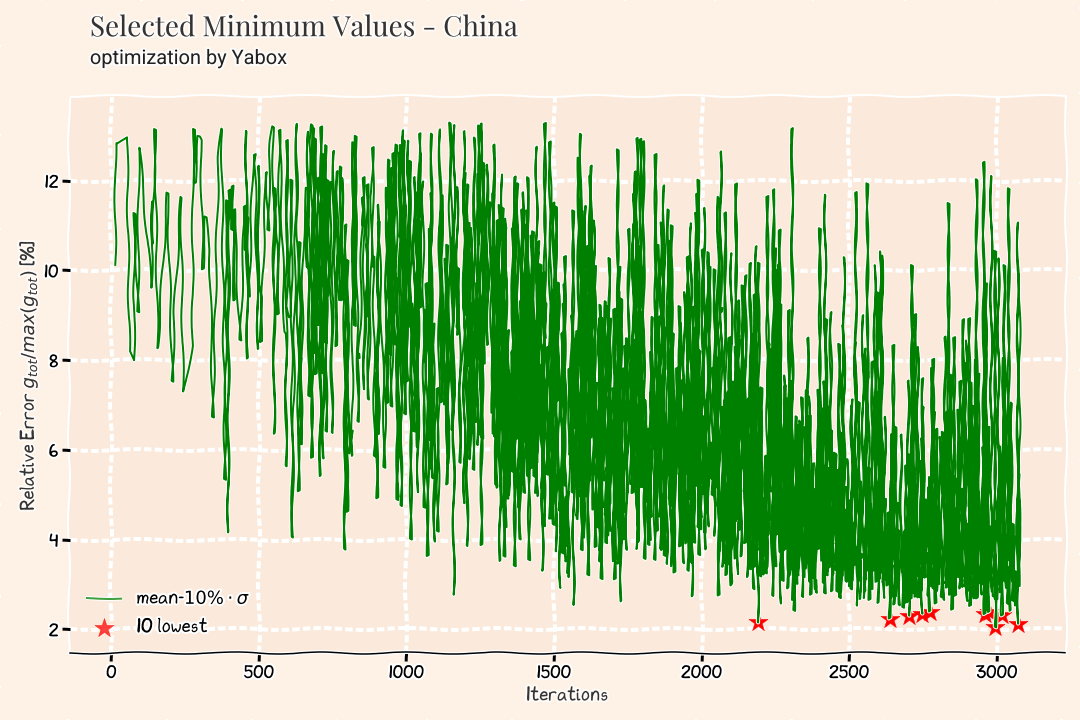 Selected Minimum Values - China
optimization by Yabox
Relative Error g_tot/max(g_tot) [%]
12
10
8
6
4
2
mean-10% · σ
10 lowest
0 500 1000 1500 2000 2500 3000
Iterations